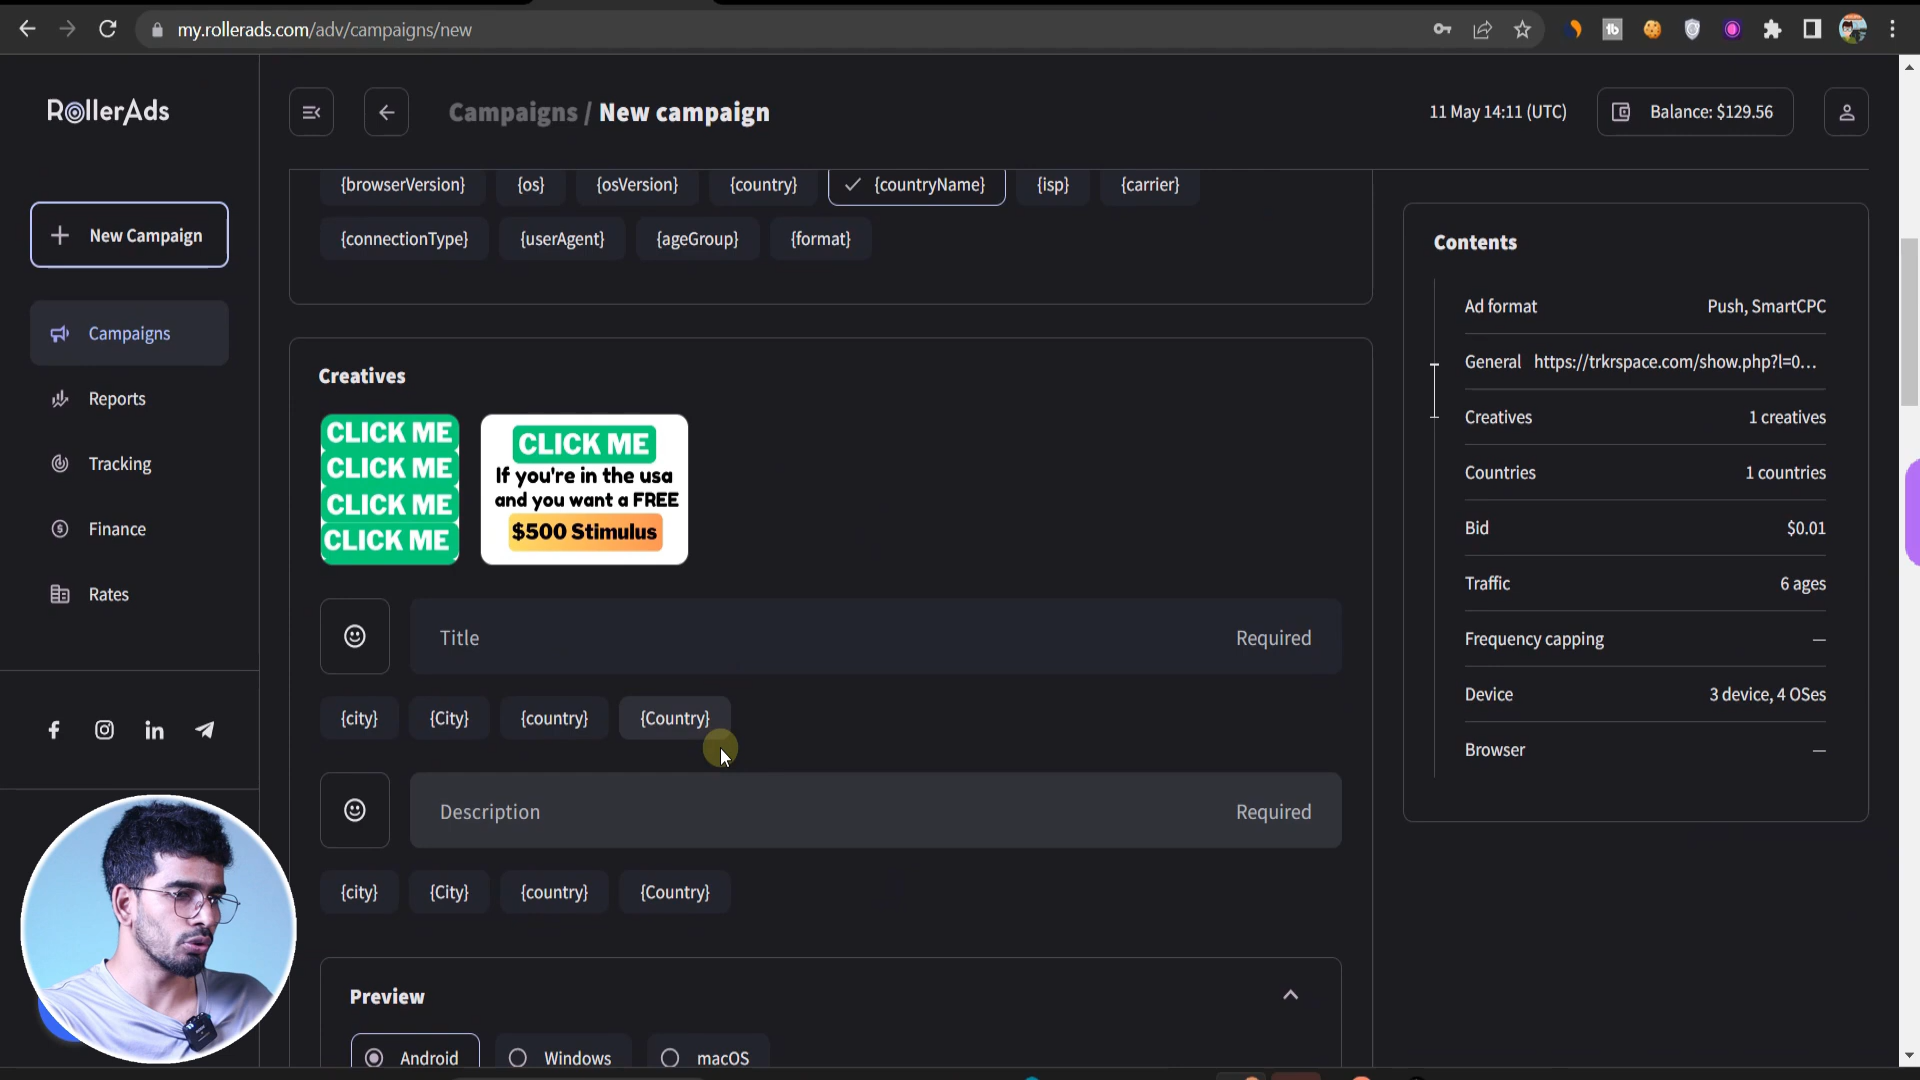 my.rollerads.com/adv/campaigns/new
RollerAds
Campaigns / New campaign
11 May 14:11 (UTC)
Balance: $129.56
New Campaign
Campaigns
Reports
Tracking
Finance
Rates
{browserVersion} {os} {osVersion} {country} {countryName} {isp} {carrier}
{connectionType} {userAgent} {ageGroup} {format}
Creatives
CLICK ME
CLICK ME
CLICK ME
CLICK ME
CLICK ME
If you're in the usa
and you want a FREE
$500 Stimulus
Title Required
{city} {City} {country} {Country}
Description Required
{city} {City} {country} {Country}
Preview
Android Windows macOS
Contents
Ad format Push, SmartCPC
General https://trkrspace.com/show.php?l=0...
Creatives 1 creatives
Countries 1 countries
Bid $0.01
Traffic 6 ages
Frequency capping —
Device 3 device, 4 OSes
Browser —
tb